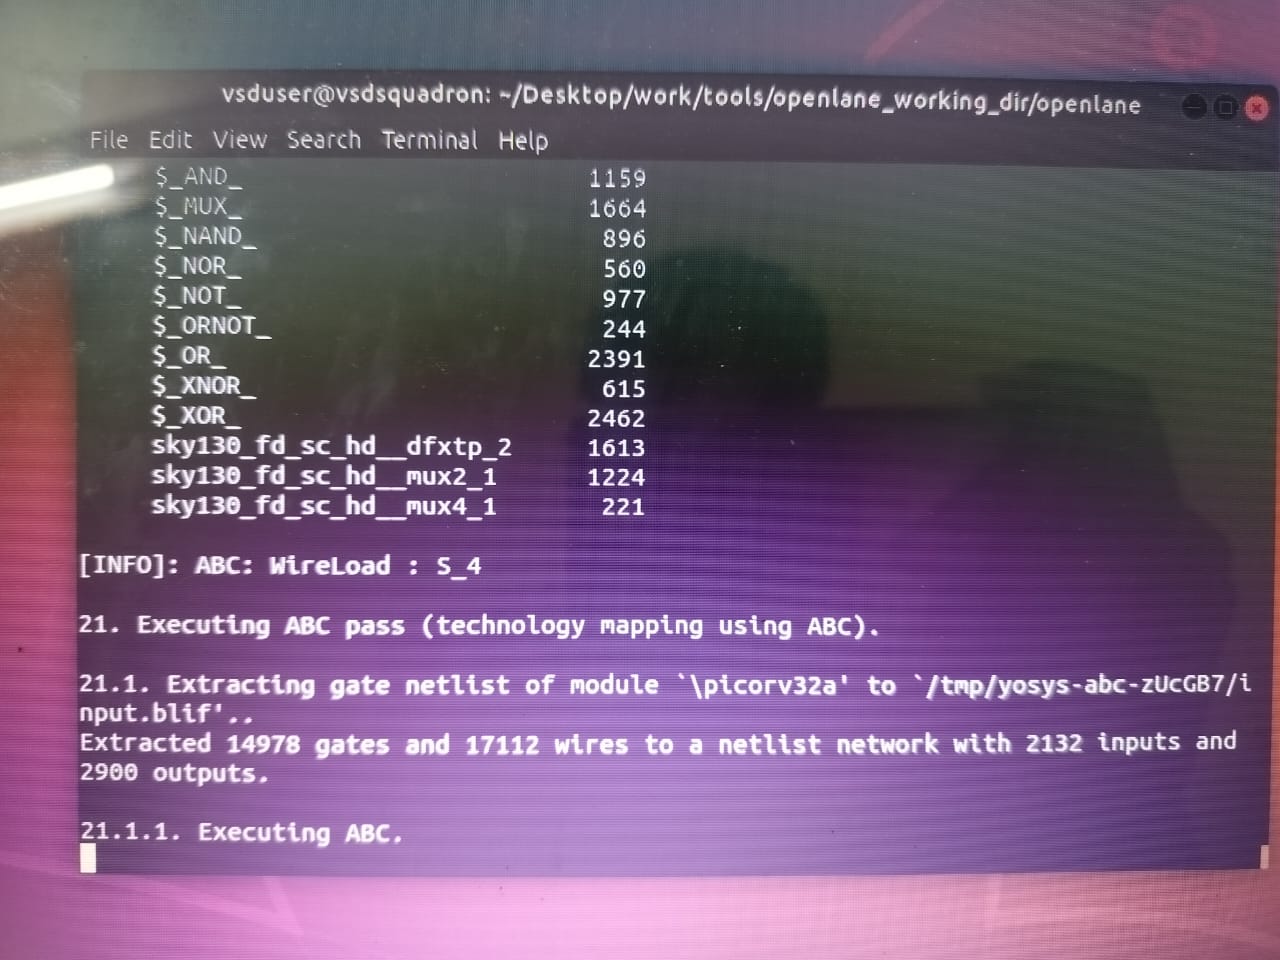 vsduser@vsdsquadron: ~/Desktop/work/tools/openlane_working_dir/openlane
File Edit View Search Terminal Help
$_AND_ 1159
$_MUX_ 1664
$_NAND_ 896
$_NOR_ 560
$_NOT_ 977
$_ORNOT_ 244
$_OR_ 2391
$_XNOR_ 615
$_XOR_ 2462
sky130_fd_sc_hd__dfxtp_2 1613
sky130_fd_sc_hd__mux2_1 1224
sky130_fd_sc_hd__mux4_1 221
[INFO]: ABC: WireLoad : S_4
21. Executing ABC pass (technology mapping using ABC).
21.1. Extracting gate netlist of module `\picorv32a' to `/tmp/yosys-abc-zUcGB7/i
nput.blif'..
Extracted 14978 gates and 17112 wires to a netlist network with 2132 inputs and
2900 outputs.
21.1.1. Executing ABC.